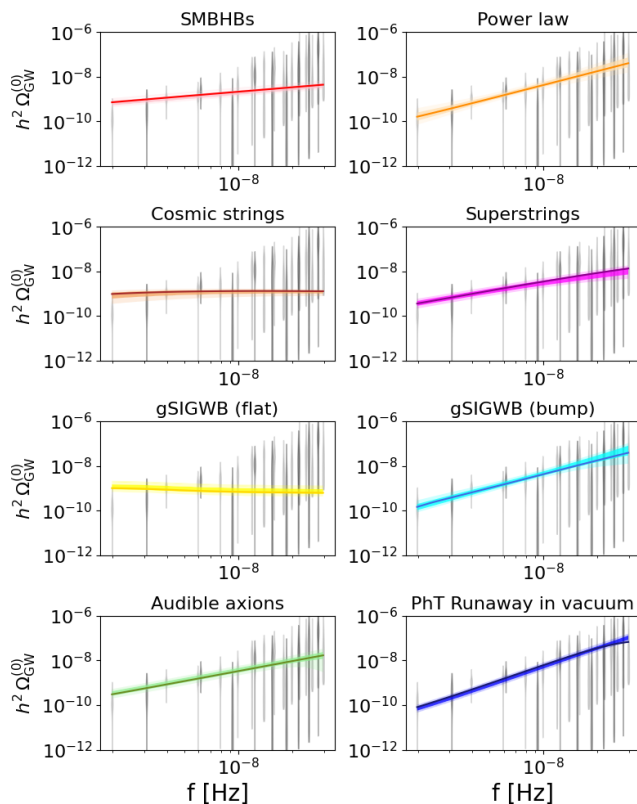 SMBHBs Power law
10⁻⁶ 10⁻⁶
10⁻⁸ 10⁻⁸
h² Ω_GW^(0) 10⁻¹⁰ 10⁻¹⁰
10⁻¹² 10⁻¹²
10⁻⁸ 10⁻⁸
Cosmic strings Superstrings
10⁻⁶ 10⁻⁶
10⁻⁸ 10⁻⁸
h² Ω_GW^(0) 10⁻¹⁰ 10⁻¹⁰
10⁻¹² 10⁻¹²
10⁻⁸ 10⁻⁸
gSIGWB (flat) gSIGWB (bump)
10⁻⁶ 10⁻⁶
10⁻⁸ 10⁻⁸
h² Ω_GW^(0) 10⁻¹⁰ 10⁻¹⁰
10⁻¹² 10⁻¹²
10⁻⁸ 10⁻⁸
Audible axions PhT Runaway in vacuum
10⁻⁶ 10⁻⁶
10⁻⁸ 10⁻⁸
h² Ω_GW^(0) 10⁻¹⁰ 10⁻¹⁰
10⁻¹² 10⁻¹²
10⁻⁸ 10⁻⁸
f [Hz] f [Hz]